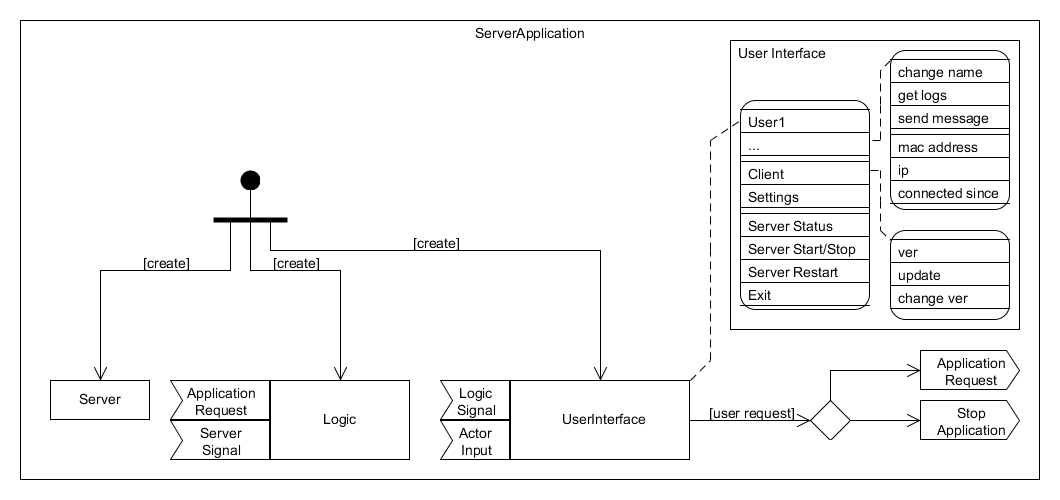 ServerApplication
User Interface
User1
...
Client
Settings
Server Status
Server Start/Stop
Server Restart
Exit
change name
get logs
send message
mac address
ip
connected since
ver
update
change ver
[create]
[create]
[create]
Server
Application
Request
Server
Signal
Logic
Logic
Signal
Actor
Input
UserInterface
[user request]
Application
Request
Stop
Application